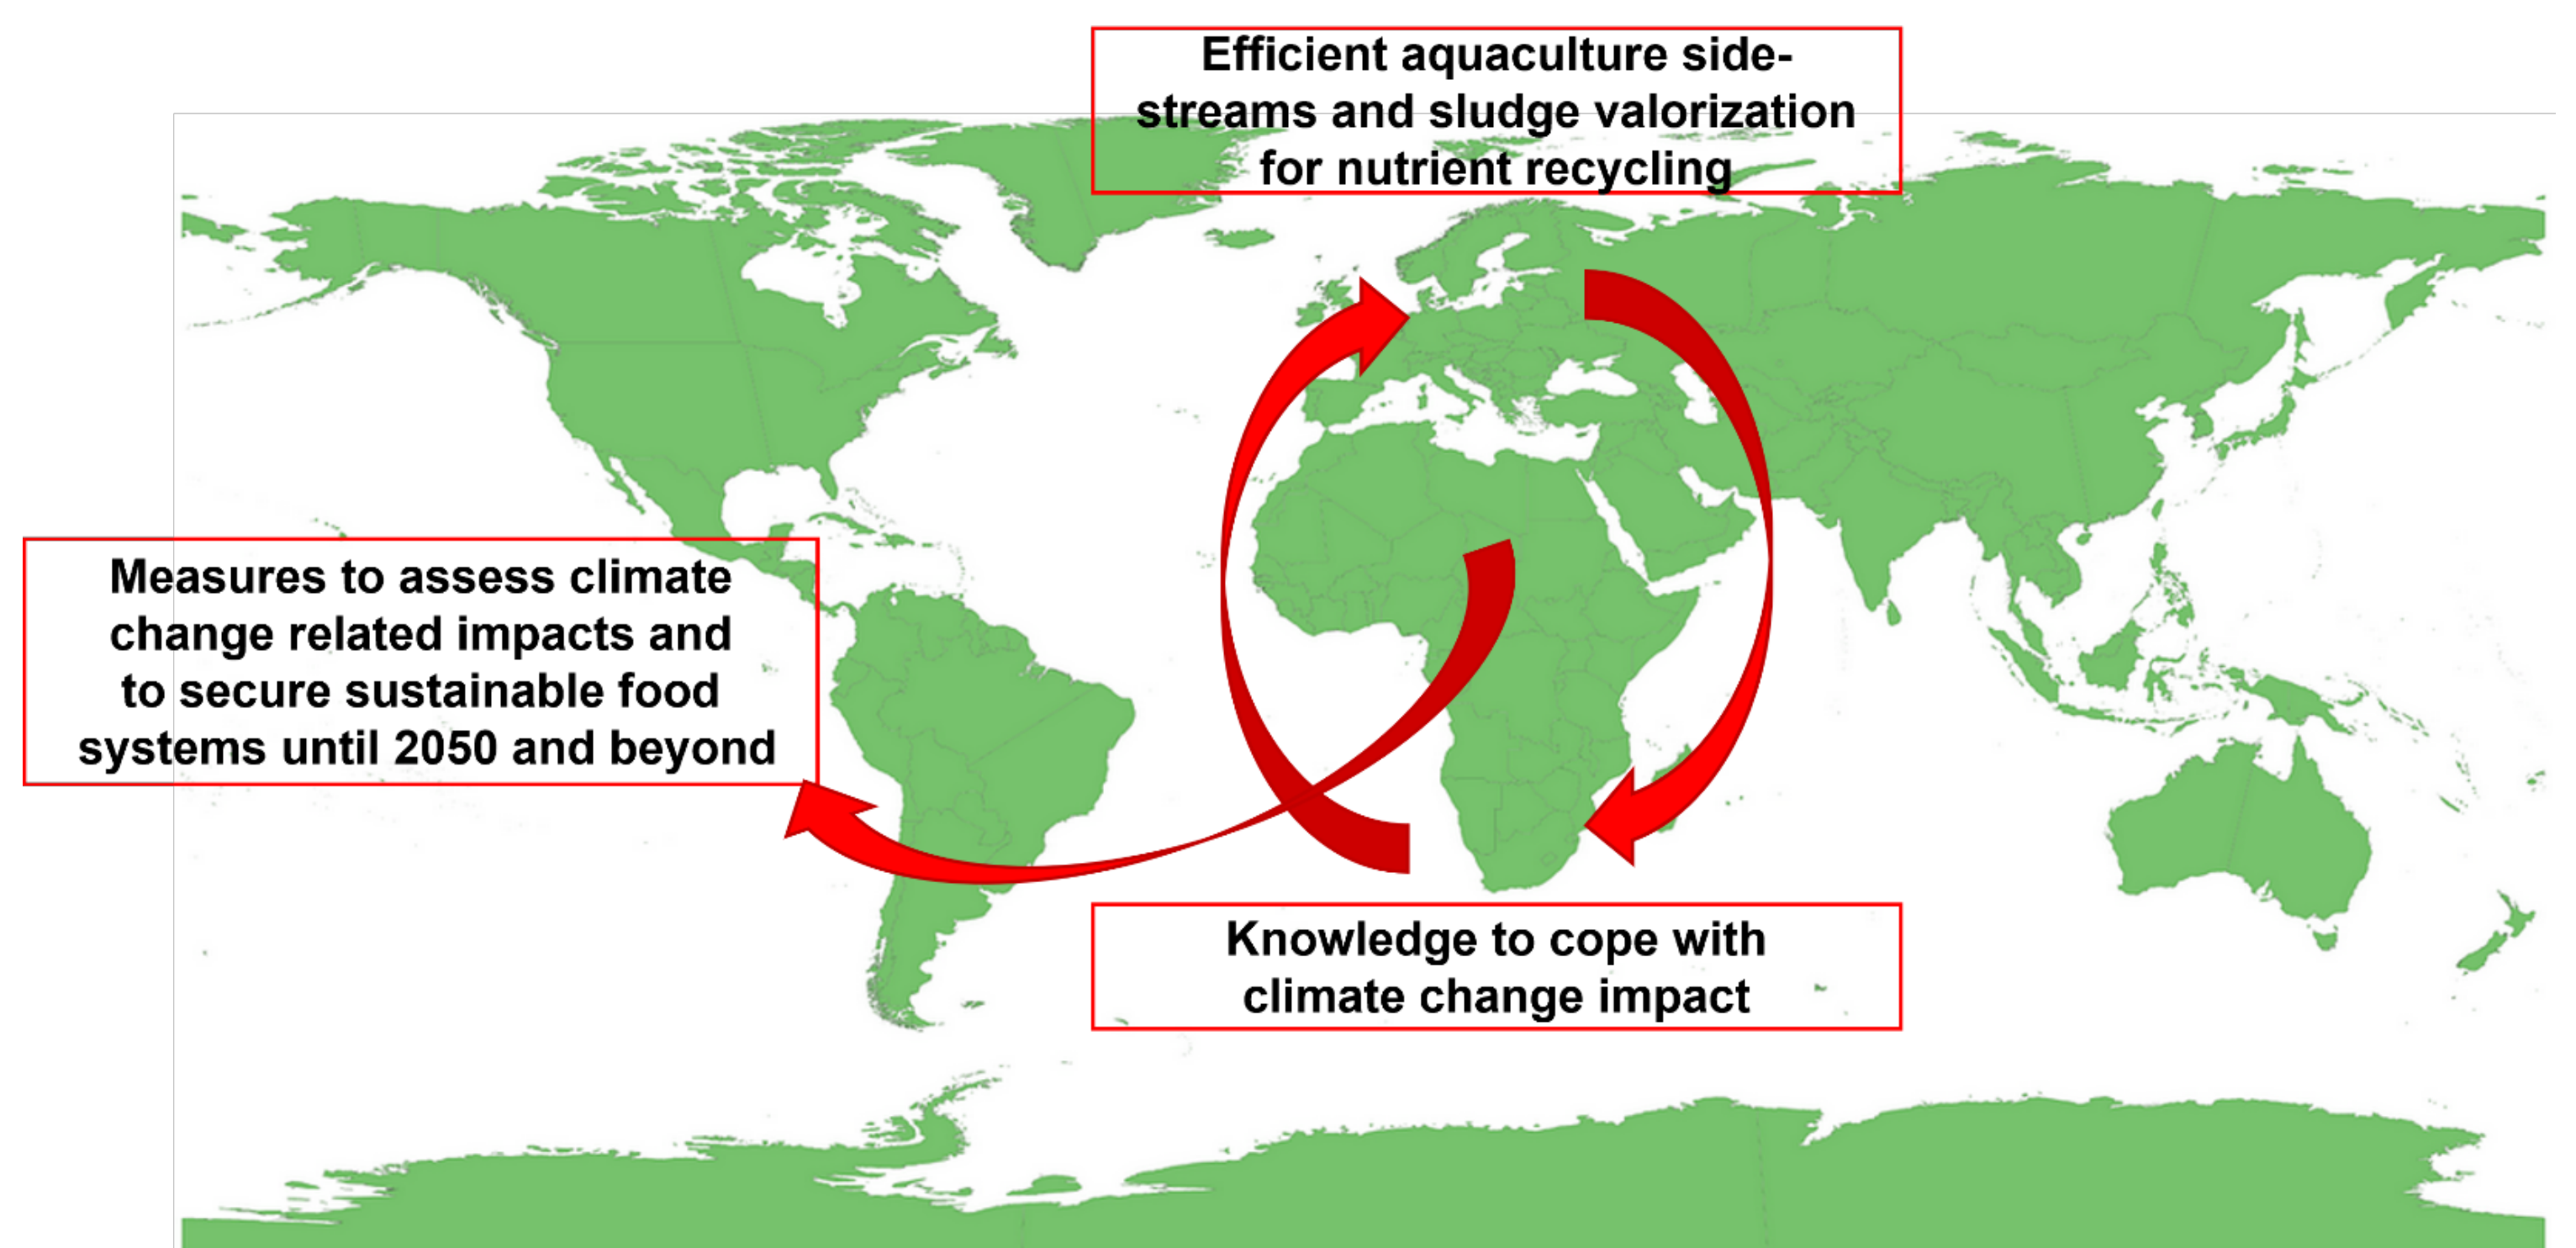 Efficient aquaculture side-
streams and sludge valorization
for nutrient recycling
Measures to assess climate
change related impacts and
to secure sustainable food
systems until 2050 and beyond
Knowledge to cope with
climate change impact